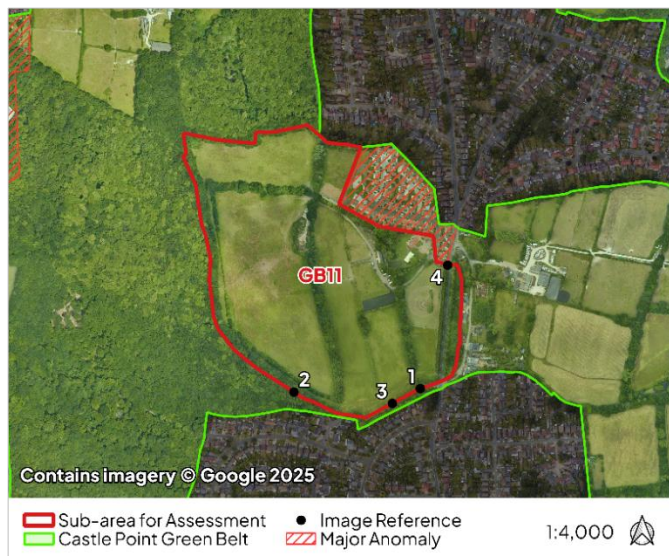 GB11
4
1
2
3
Contains imagery © Google 2025
Sub-area for Assessment
Image Reference
1:4,000
Castle Point Green Belt
Major Anomaly